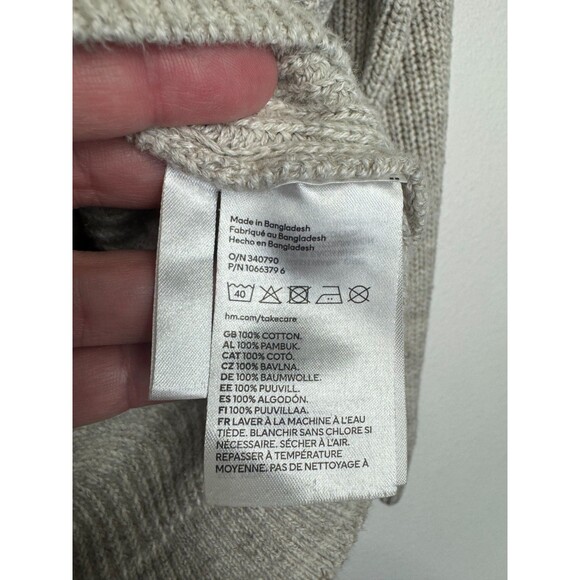 Made in Bangladesh
Fabriqué au Bangladesh
Hecho en Bangladesh
O/N 340790
P/N 1066379 6
40
hm.com/takecare
GB 100% COTTON.
AL 100% PAMBUK.
CAT 100% COTÓ.
CZ 100% BAVLNA.
DE 100% BAUMWOLLE.
EE 100% PUUVILL.
ES 100% ALGODÓN.
FI 100% PUUVILLAA.
FR LAVER À LA MACHINE À L'EAU
TIÈDE. BLANCHIR SANS CHLORE SI
NÉCESSAIRE. SÉCHER À L'AIR.
REPASSER À TEMPÉRATURE
MOYENNE. PAS DE NETTOYAGE À